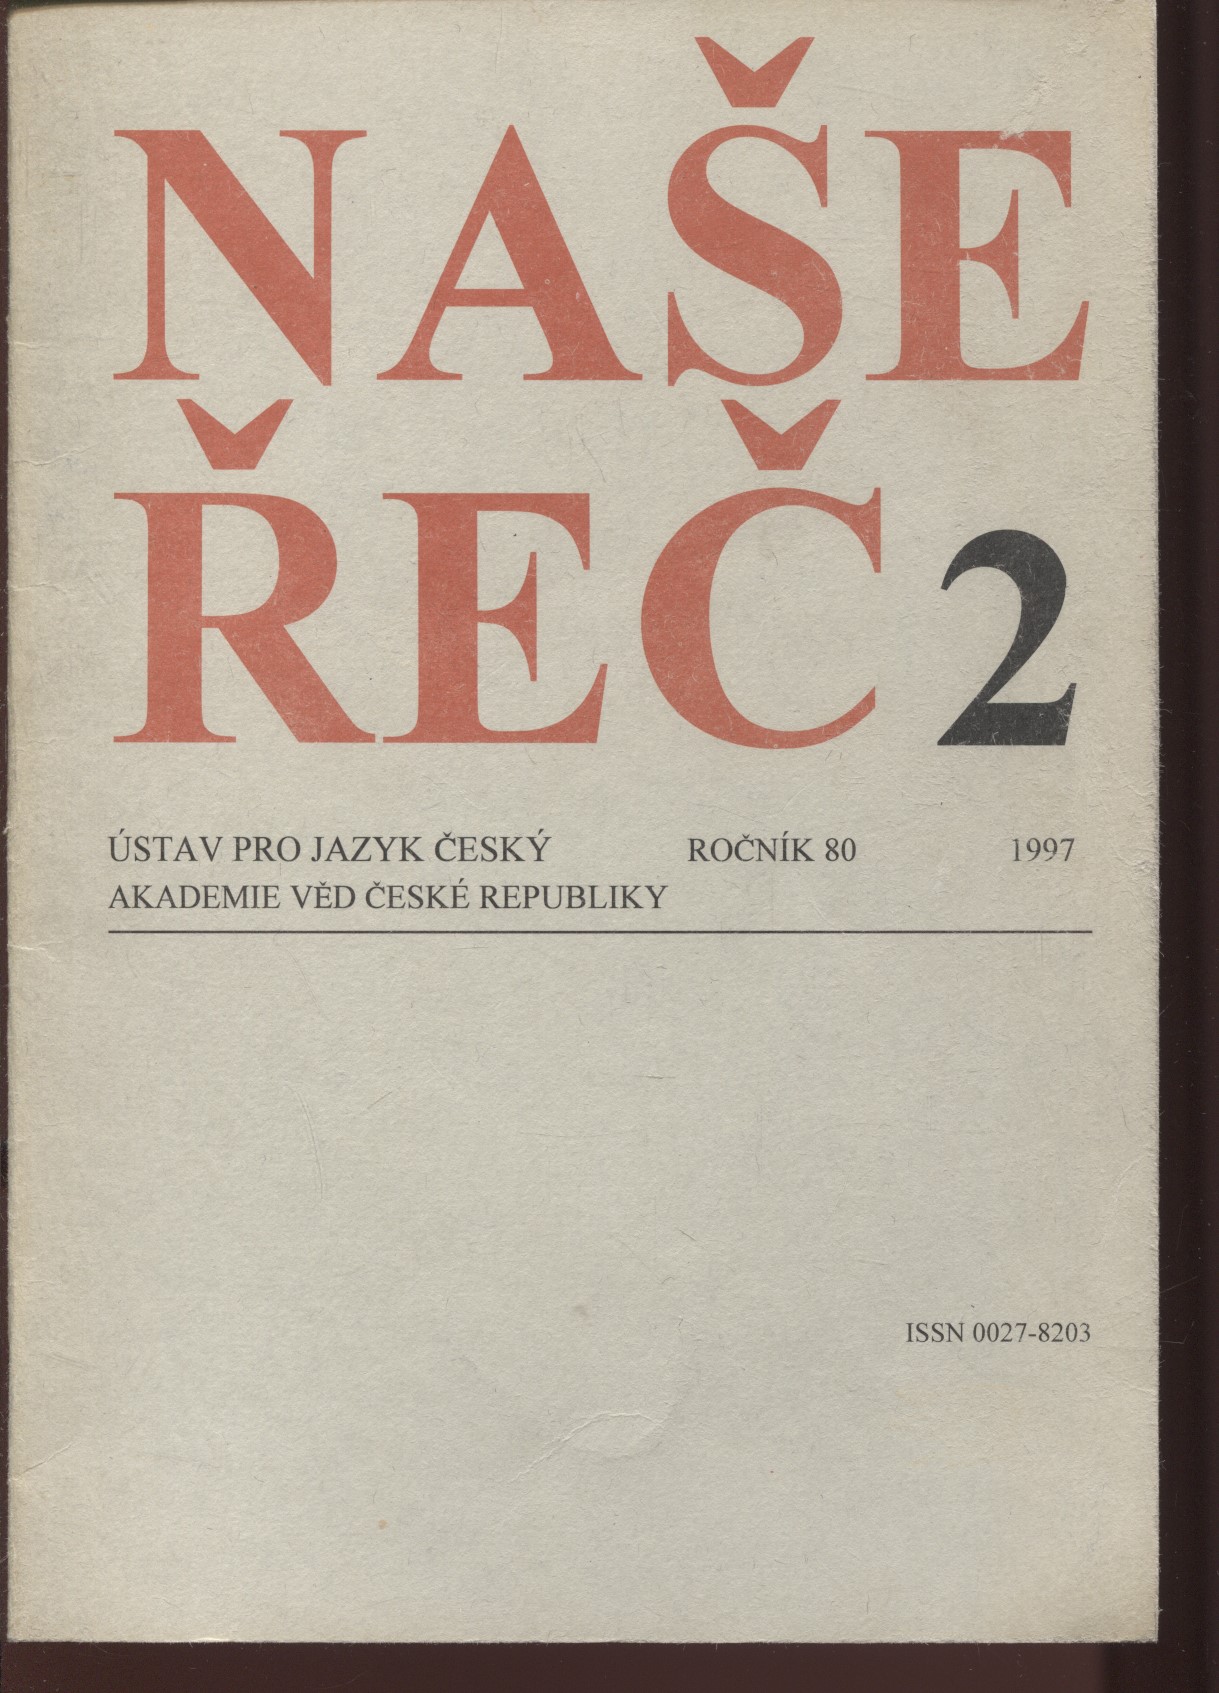 NAŠE
ŘEČ 2
ÚSTAV PRO JAZYK ČESKÝ ROČNÍK 80 1997
AKADEMIE VĚD ČESKÉ REPUBLIKY
ISSN 0027-8203